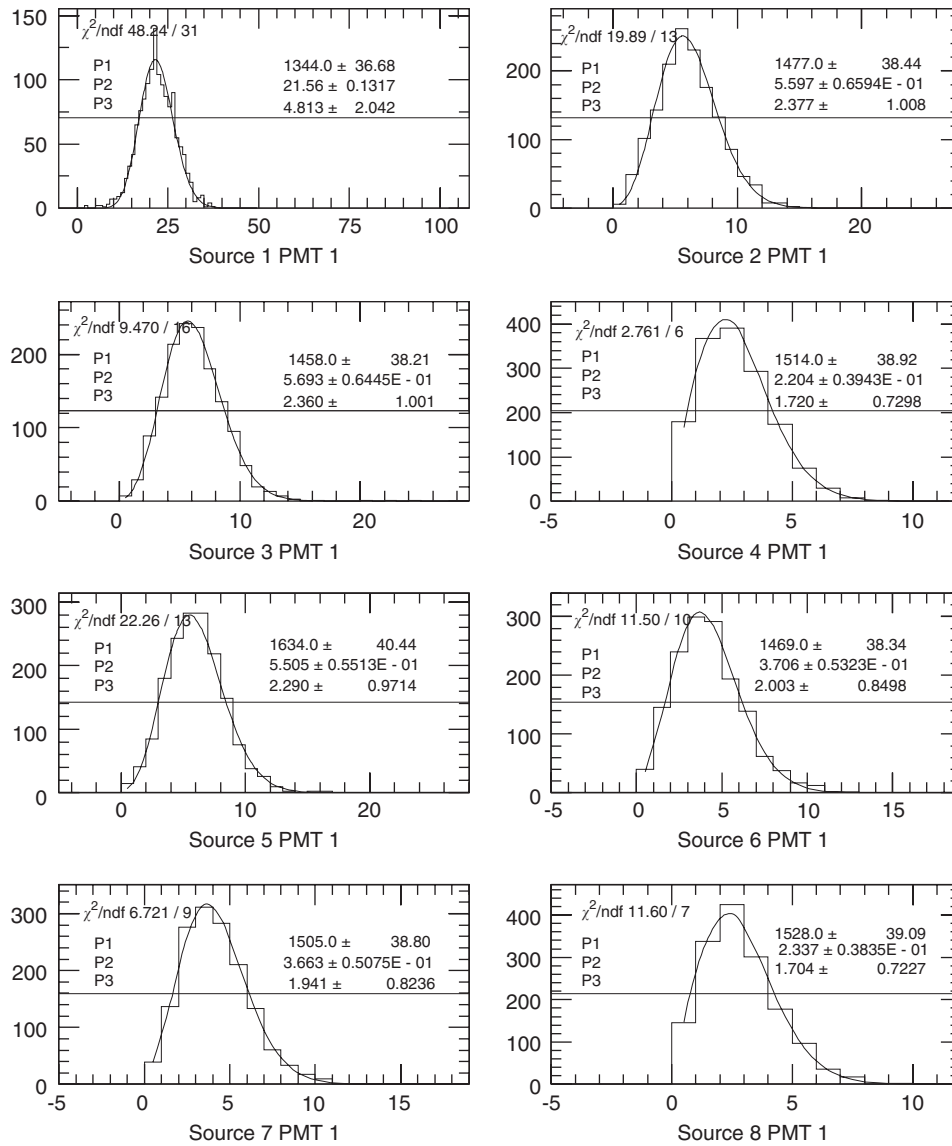 150
100
50
0
χ²/ndf 48.24 / 31
P1 1344.0 ± 36.68
P2 21.56 ± 0.1317
P3 4.813 ± 2.042
0 25 50 75 100
Source 1 PMT 1
200
100
0
χ²/ndf 19.89 / 13
P1 1477.0 ± 38.44
P2 5.597 ± 0.6594E - 01
P3 2.377 ± 1.008
0 10 20
Source 2 PMT 1
200
100
0
χ²/ndf 9.470 / 16
P1 1458.0 ± 38.21
P2 5.693 ± 0.6445E - 01
P3 2.360 ± 1.001
0 10 20
Source 3 PMT 1
400
300
200
100
0
χ²/ndf 2.761 / 6
P1 1514.0 ± 38.92
P2 2.204 ± 0.3943E - 01
P3 1.720 ± 0.7298
-5 0 5 10
Source 4 PMT 1
300
200
100
0
χ²/ndf 22.26 / 13
P1 1634.0 ± 40.44
P2 5.505 ± 0.5513E - 01
P3 2.290 ± 0.9714
0 10 20
Source 5 PMT 1
300
200
100
0
χ²/ndf 11.50 / 10
P1 1469.0 ± 38.34
P2 3.706 ± 0.5323E - 01
P3 2.003 ± 0.8498
-5 0 5 10 15
Source 6 PMT 1
300
200
100
0
χ²/ndf 6.721 / 9
P1 1505.0 ± 38.80
P2 3.663 ± 0.5075E - 01
P3 1.941 ± 0.8236
-5 0 5 10 15
Source 7 PMT 1
400
300
200
100
0
χ²/ndf 11.60 / 7
P1 1528.0 ± 39.09
P2 2.337 ± 0.3835E - 01
P3 1.704 ± 0.7227
-5 0 5 10
Source 8 PMT 1